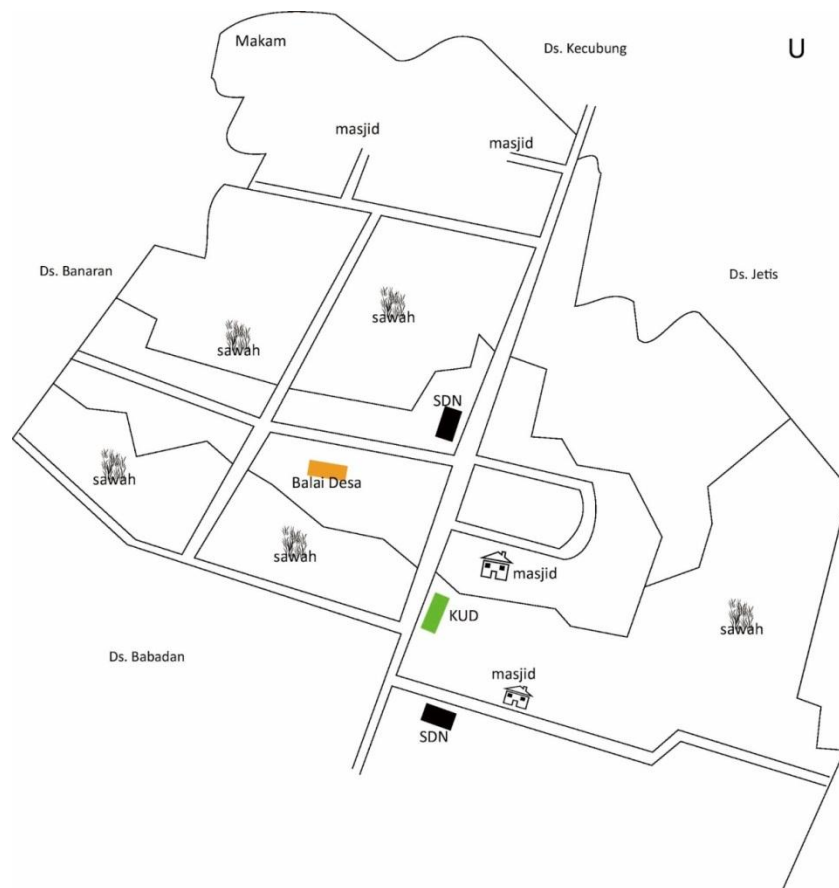 Makam
Ds. Kecubung
U
masjid
masjid
Ds. Banaran
Ds. Jetis
sawah
sawah
SDN
sawah
Balai Desa
sawah
masjid
KUD
sawah
Ds. Babadan
masjid
SDN